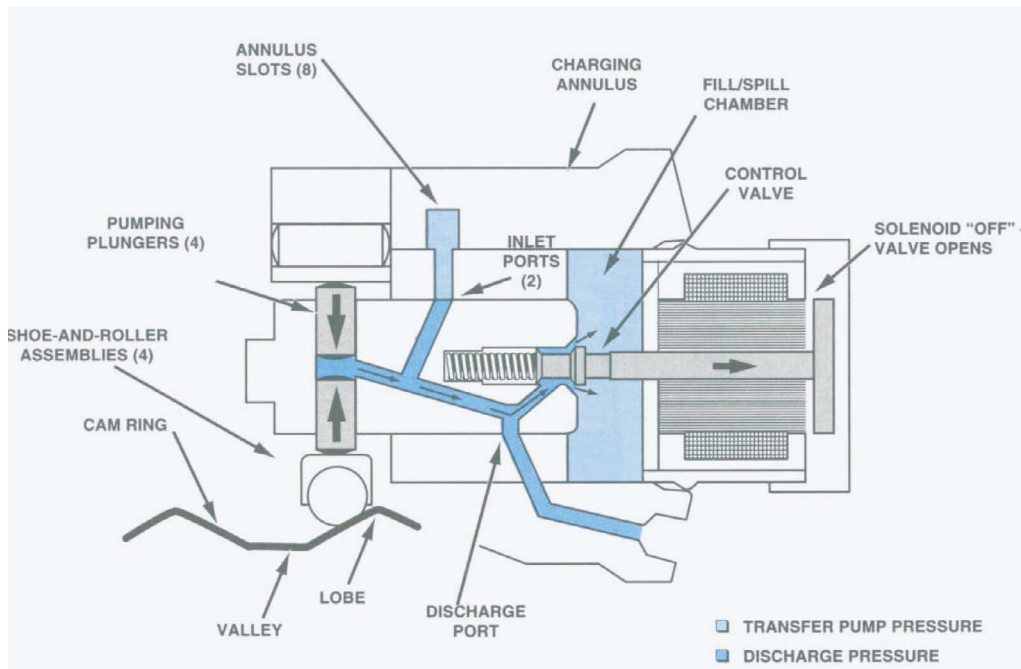 ANNULUS
SLOTS (8)
CHARGING
ANNULUS
FILL/SPILL
CHAMBER
CONTROL
VALVE
PUMPING
PLUNGERS (4)
INLET
PORTS
(2)
SOLENOID “OFF” -
VALVE OPENS
SHOE-AND-ROLLER
ASSEMBLIES (4)
CAM RING
LOBE
VALLEY
DISCHARGE
PORT
TRANSFER PUMP PRESSURE
DISCHARGE PRESSURE